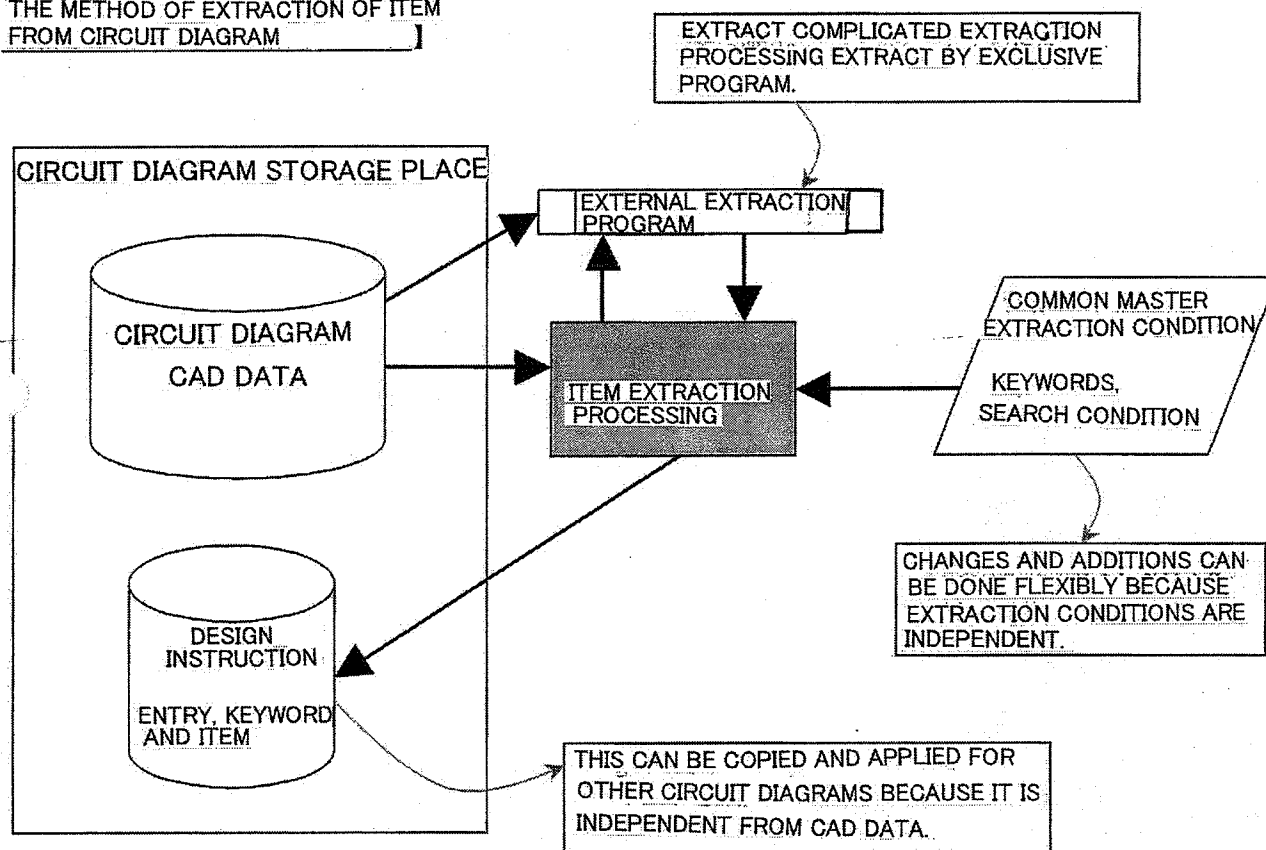 THE METHOD OF EXTRACTION OF ITEM
FROM CIRCUIT DIAGRAM 】
EXTRACT COMPLICATED EXTRACTION
PROCESSING EXTRACT BY EXCLUSIVE
PROGRAM.
CIRCUIT DIAGRAM STORAGE PLACE
EXTERNAL EXTRACTION
PROGRAM
CIRCUIT DIAGRAM
CAD DATA
ITEM EXTRACTION
PROCESSING
COMMON MASTER
EXTRACTION CONDITION
KEYWORDS,
SEARCH CONDITION
CHANGES AND ADDITIONS CAN
BE DONE FLEXIBLY BECAUSE
EXTRACTION CONDITIONS ARE
INDEPENDENT.
DESIGN
INSTRUCTION
ENTRY, KEYWORD
AND ITEM
THIS CAN BE COPIED AND APPLIED FOR
OTHER CIRCUIT DIAGRAMS BECAUSE IT IS
INDEPENDENT FROM CAD DATA.